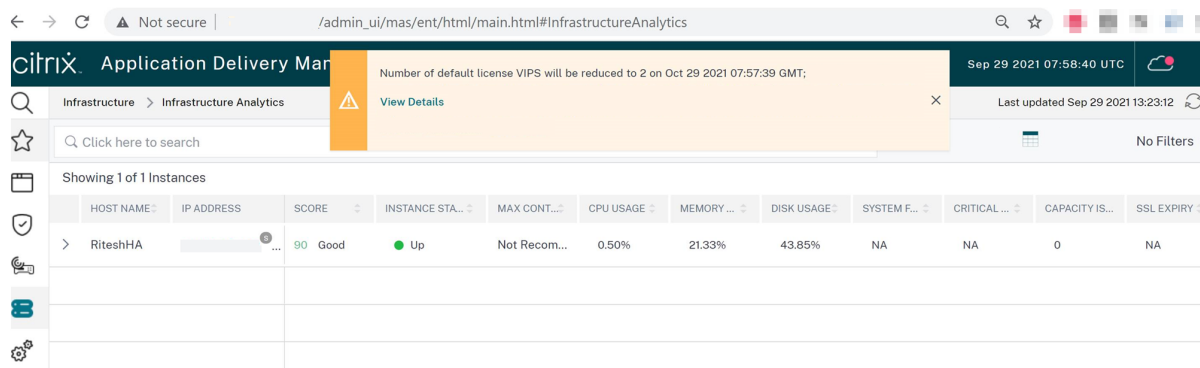 Not secure
/admin_ui/mas/ent/html/main.html#InfrastructureAnalytics
citrix. Application Delivery Man
Number of default license VIPS will be reduced to 2 on Oct 29 2021 07:57:39 GMT;
View Details
Sep 29 2021 07:58:40 UTC
Infrastructure > Infrastructure Analytics
Last updated Sep 29 2021 13:23:12
Click here to search
No Filters
Showing 1 of 1 Instances
HOST NAME IP ADDRESS SCORE INSTANCE STA... MAX CONT... CPU USAGE MEMORY ... DISK USAGE SYSTEM F... CRITICAL ... CAPACITY IS... SSL EXPIRY
RiteshHA S ... 90 Good Up Not Recom... 0.50% 21.33% 43.85% NA NA 0 NA